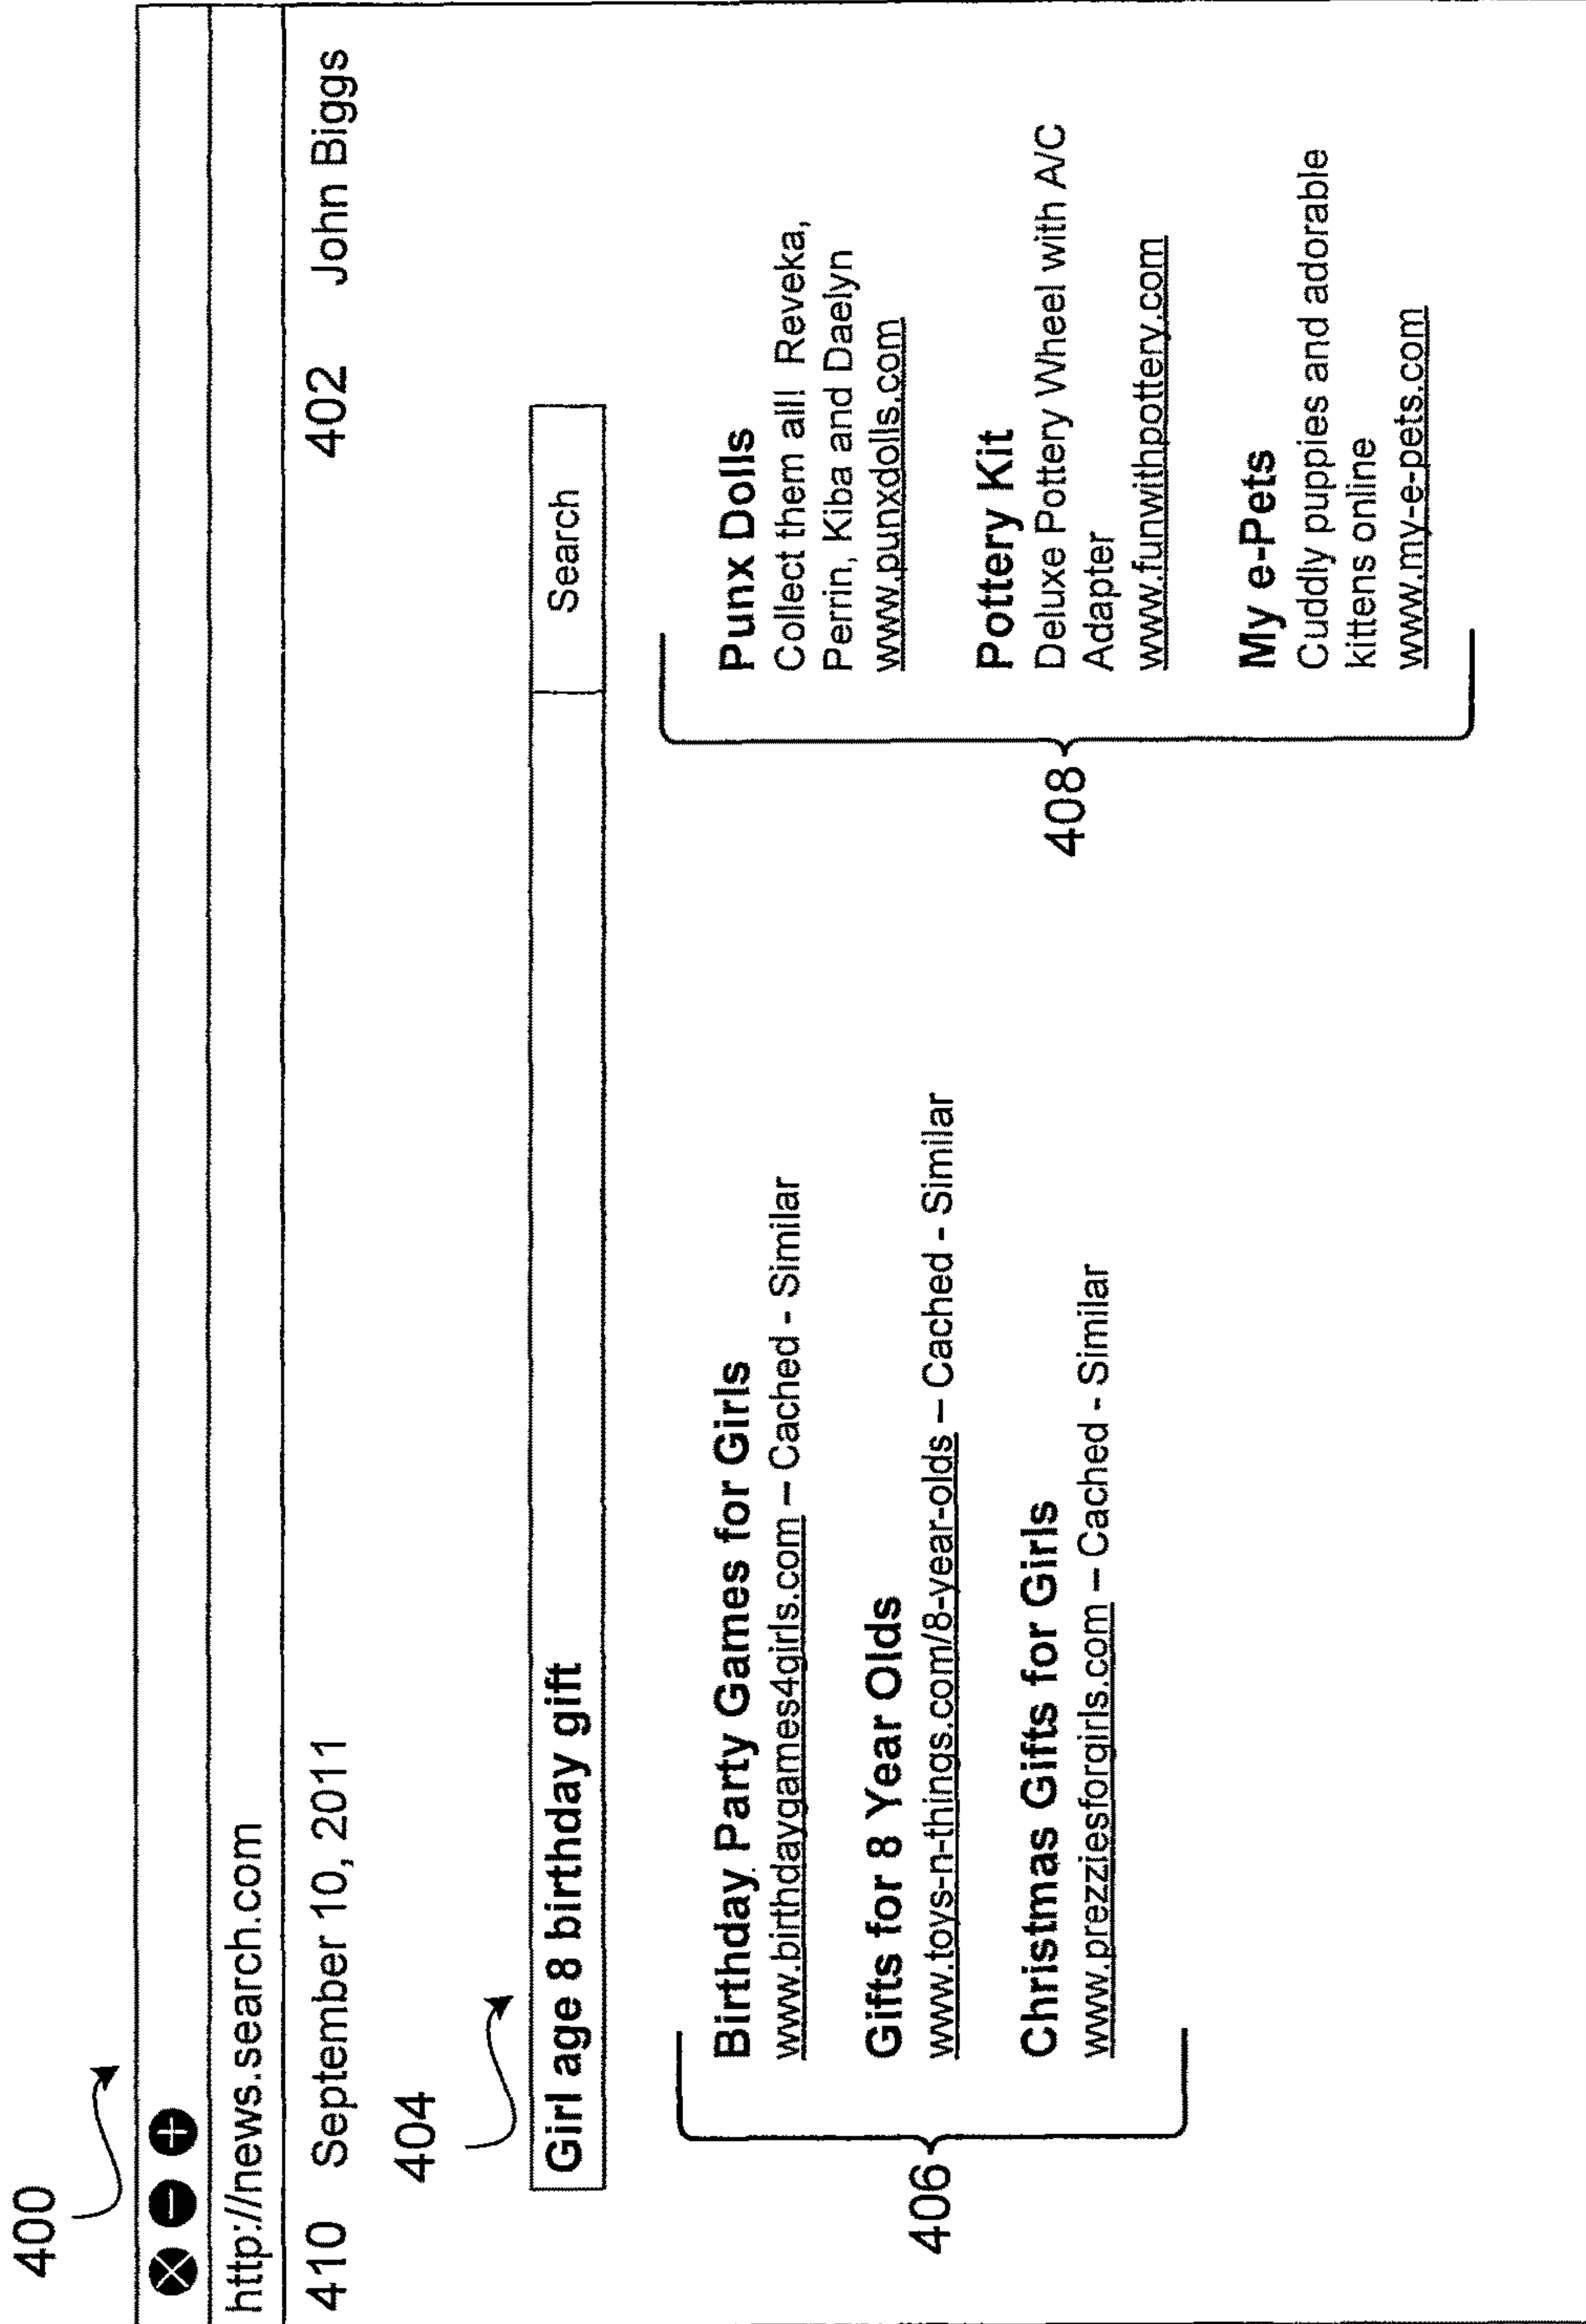 400
http://news.search.com
410 September 10, 2011 402 John Biggs
404
Girl age 8 birthday gift Search
406
Birthday Party Games for Girls
www.birthdaygames4girls.com – Cached - Similar
Gifts for 8 Year Olds
www.toys-n-things.com/8-year-olds – Cached - Similar
Christmas Gifts for Girls
www.prezziesforgirls.com – Cached - Similar
408
Punx Dolls
Collect them all! Reveka,
Perrin, Kiba and Daelyn
www.punxdolls.com
Pottery Kit
Deluxe Pottery Wheel with A/C
Adapter
www.funwithpottery.com
My e-Pets
Cuddly puppies and adorable
kittens online
www.my-e-pets.com